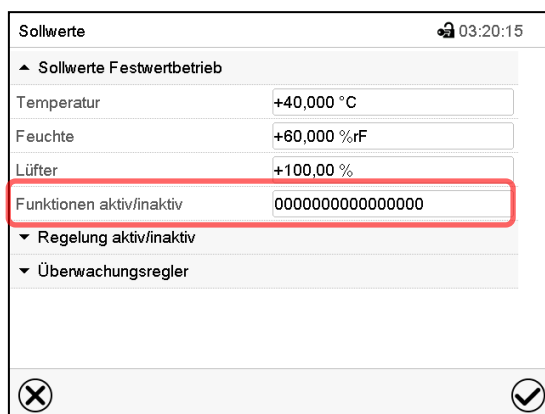 Sollwerte 03:20:15
Sollwerte Festwertbetrieb
Temperatur +40,000 °C
Feuchte +60,000 %rF
Lüfter +100,00 %
Funktionen aktiv/inaktiv 0000000000000000
Regelung aktiv/inaktiv
Überwachungsregler